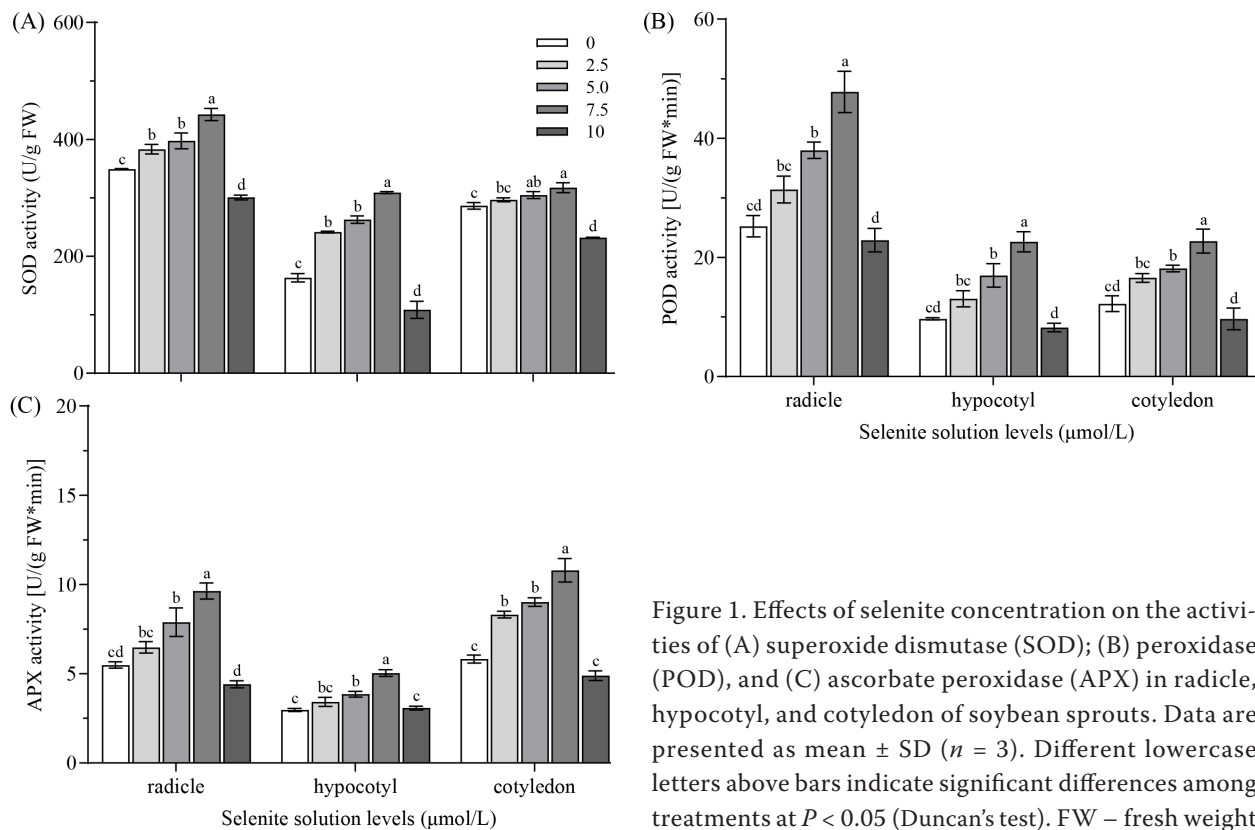 (A)
600
400
200
0
SOD activity (U/g FW)
0
2.5
5.0
7.5
10
c b b a d
c b b a d
c bc ab a d
(B)
60
40
20
0
POD activity [U/(g FW*min)]
cd bc b a d
cd bc b a d
cd bc b a d
radicle hypocotyl cotyledon
Selenite solution levels (μmol/L)
(C)
20
15
10
5
0
APX activity [U/(g FW*min)]
cd bc b a d
c bc b a c
c b b a c
radicle hypocotyl cotyledon
Selenite solution levels (μmol/L)
Figure 1. Effects of selenite concentration on the activi-
ties of (A) superoxide dismutase (SOD); (B) peroxidase
(POD), and (C) ascorbate peroxidase (APX) in radicle,
hypocotyl, and cotyledon of soybean sprouts. Data are
presented as mean ± SD (n = 3). Different lowercase
letters above bars indicate significant differences among
treatments at P < 0.05 (Duncan's test). FW – fresh weight